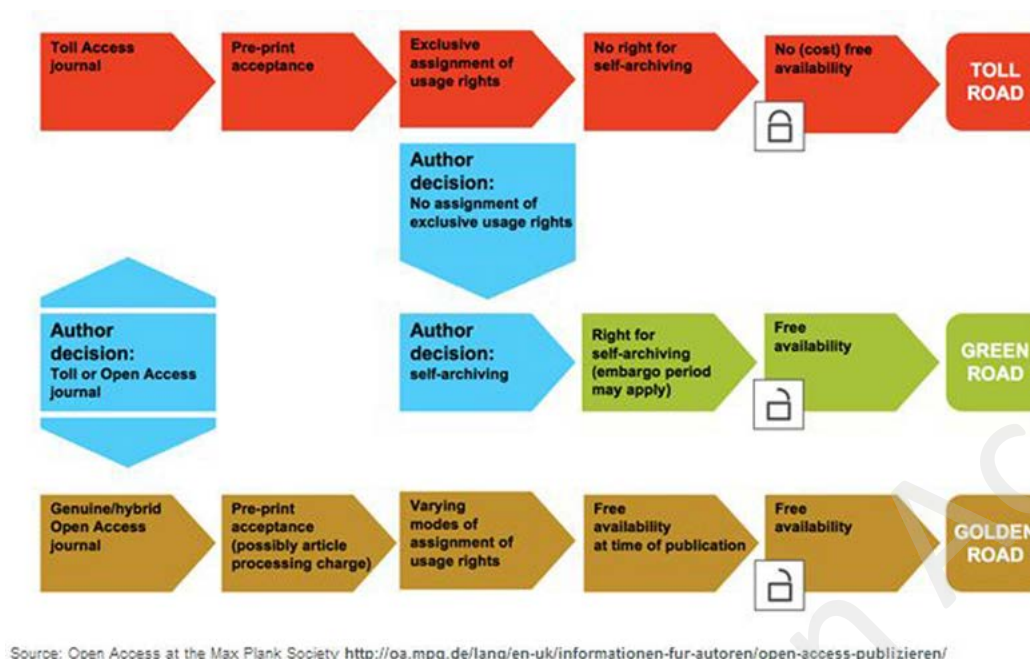 Toll Access
journal
Pre-print
acceptance
Exclusive
assignment of
usage rights
No right for
self-archiving
No (cost) free
availability
TOLL
ROAD
Author
decision:
No assignment of
exclusive usage rights
Author
decision:
Toll or Open Access
journal
Author
decision:
self-archiving
Right for
self-archiving
(embargo period
may apply)
Free
availability
GREEN
ROAD
Genuine/hybrid
Open Access
journal
Pre-print
acceptance
(possibly article
processing charge)
Varying
modes of
assignment of
usage rights
Free
availability
at time of publication
Free
availability
GOLDEN
ROAD
Source: Open Access at the Max Plank Society http://oa.mpg.de/lang/en-uk/informationen-fur-autoren/open-access-publizieren/